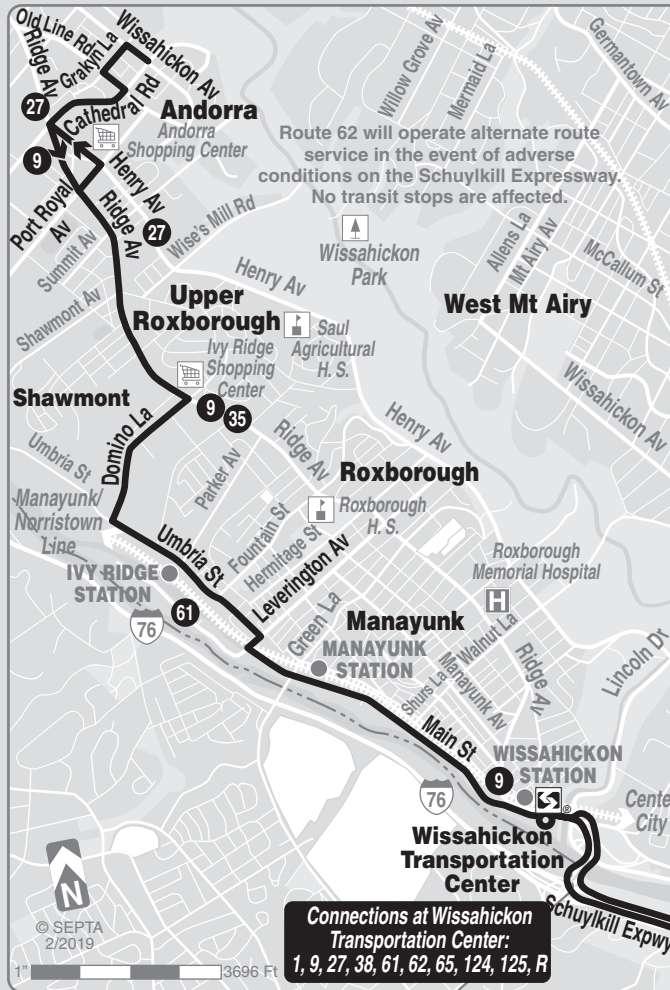 Old Line Rd
Ridge Av
Grakyn La
Wissahickon Av
27
Cathedral Rd
Andorra
Andorra
Shopping Center
9
Henry Av
27
Port Royal
Av
Ridge Av
Summit Av
Shawmont Av
Wise's Mill Rd
Willow Grove Av
Mermaid La
Germantown Av
Route 62 will operate alternate route
service in the event of adverse
conditions on the Schuylkill Expressway.
No transit stops are affected.
Wissahickon
Park
Allens La
Mt Airy Av
McCallum St
Henry Av
West Mt Airy
Upper
Roxborough
Saul
Agricultural
H. S.
Ivy Ridge
Shopping
Center
Wissahickon Av
Shawmont
9
35
Domino La
Henry Av
Ridge Av
Roxborough
Umbria St
Parker Av
Manayunk/
Norristown
Line
Fountain St
Hermitage St
Roxborough
H. S.
Umbria St
Leverington Av
Roxborough
Memorial Hospital
H
IVY RIDGE
STATION
61
76
Green La
Manayunk
MANAYUNK
STATION
Walnut La
Shurs La
Manayunk Av
Ridge Av
Lincoln Dr
Main St
9
WISSAHICKON
STATION
®
76
Center
City
Wissahickon
Transportation
Center
Schuylkill Expwy
N
© SEPTA
2/2019
1" 3696 Ft
Connections at Wissahickon
Transportation Center:
1, 9, 27, 38, 61, 62, 65, 124, 125, R